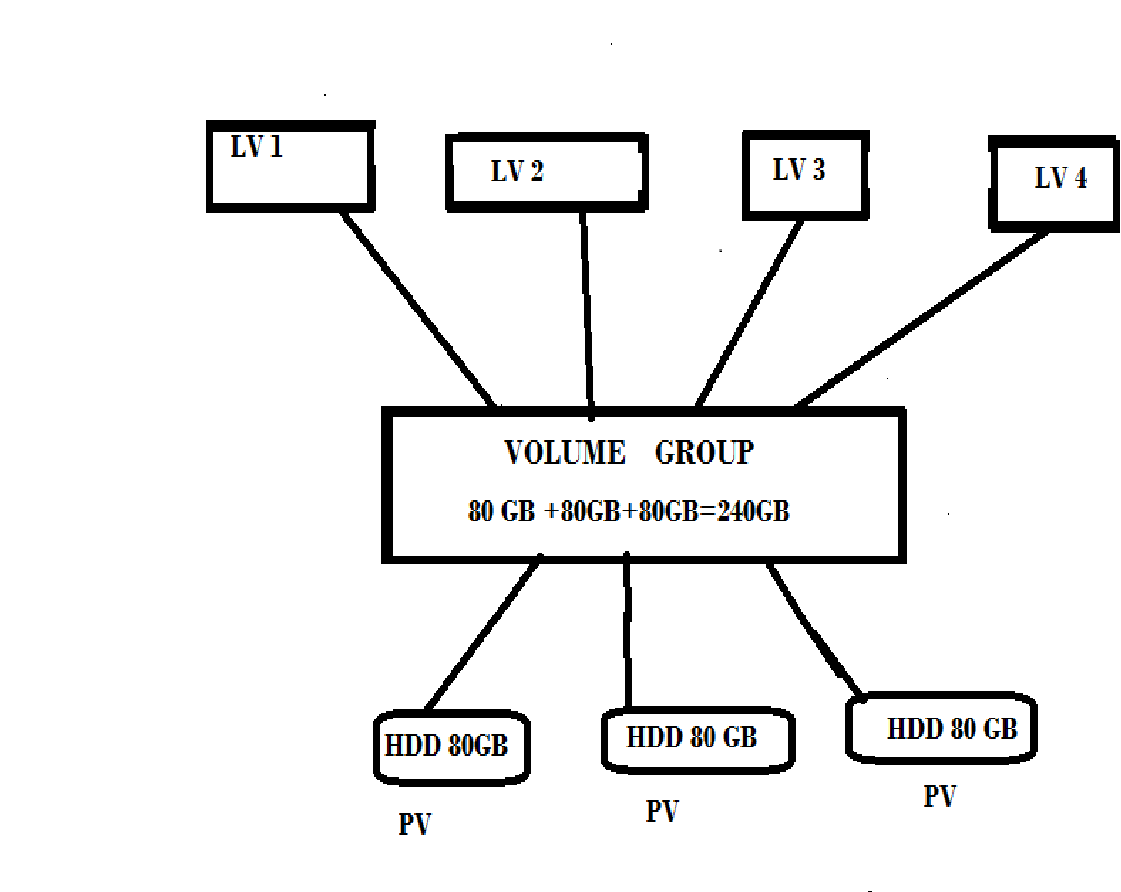 LV 1
LV 2
LV 3
LV 4
VOLUME GROUP
80 GB +80GB+80GB=240GB
HDD 80GB
HDD 80 GB
HDD 80 GB
PV
PV
PV